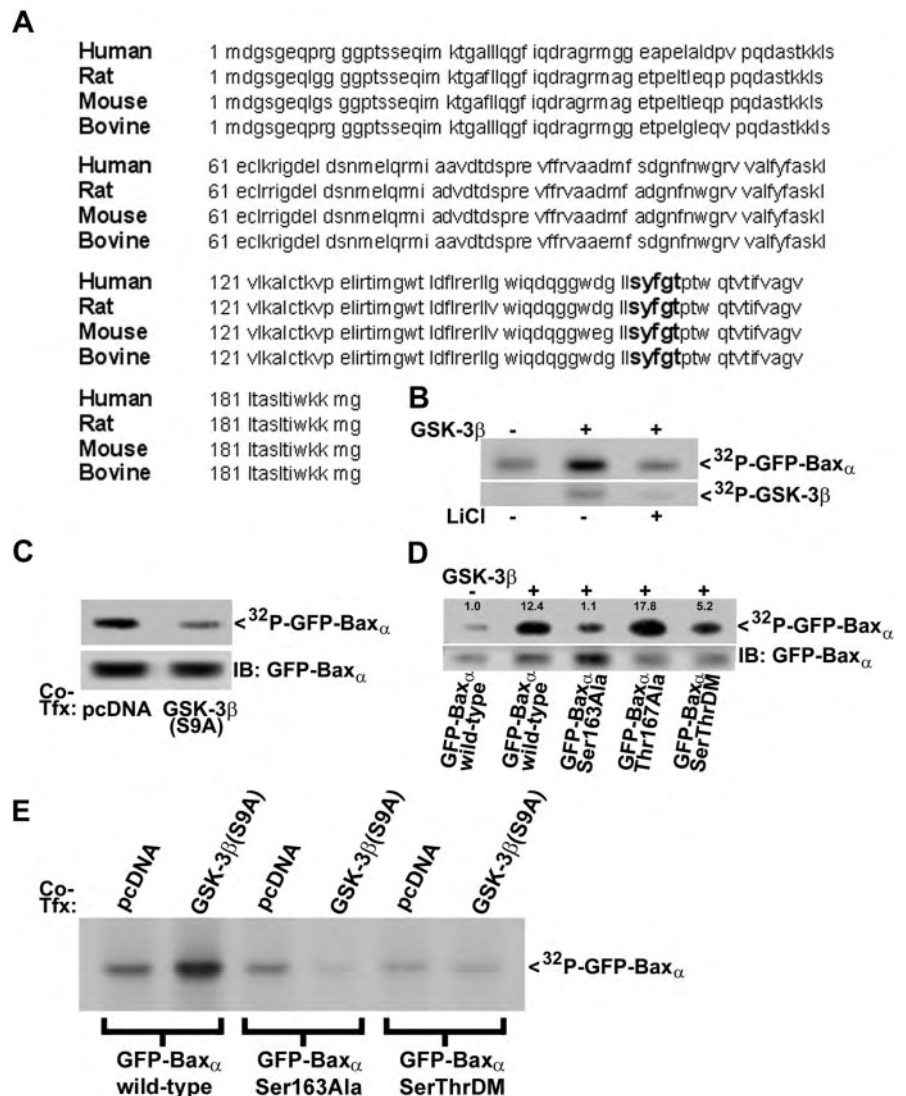 A
Human 1 mdgsgeqprg ggptsseqim ktgalllqgf iqdragrmgg eapelaldpv pqdastkkls
Rat 1 mdgsgeqlgg ggptsseqim ktgafllqgf iqdragrmag etpeltleqp pqdastkkls
Mouse 1 mdgsgeqlgs ggptsseqim ktgafllqgf iqdragrmag etpeltleqp pqdastkkls
Bovine 1 mdgsgeqprg ggptsseqim ktgalllqgf iqdragrmgg etpelgleqv pqdastkkls
Human 61 eclkrigdel dsnmelqrmi aavdtdspre vffrvaadmf sdgnfnwgrv valfyfaskl
Rat 61 eclrrigdel dsnmelqrmi advdtdspre vffrvaadmf adgnfnwgrv valfyfaskl
Mouse 61 eclrrigdel dsnmelqrmi advdtdspre vffrvaadmf adgnfnwgrv valfyfaskl
Bovine 61 eclkrigdel dsnmelqrmi aavdtdspre vffrvaaemf sdgnfnwgrv valfyfaskl
Human 121 vlkalctkvp elirtimgwt ldflrerllg wiqdqggwdg llsyfgtptw qtvtifvagv
Rat 121 vlkalctkvp elirtimgwt ldflrerllv wiqdqggwdg llsyfgtptw qtvtifvagv
Mouse 121 vlkalctkvp elirtimgwt ldflrerllv wiqdqggweg llsyfgtptw qtvtifvagv
Bovine 121 vlkalctkvp elirtimgwt ldflrerllg wiqdqggwdg llsyfgtptw qtvtifvagv
Human 181 ltasltiwkk mg
Rat 181 ltasltiwkk mg
Mouse 181 ltasltiwkk mg
Bovine 181 ltasltiwkk mg
B
GSK-3β - + +
<32P-GFP-Baxα
<32P-GSK-3β
LiCl - - +
C
<32P-GFP-Baxα
IB: GFP-Baxα
Co-
Tfx: pcDNA GSK-3β
(S9A)
D
GSK-3β
- + + + +
1.0 12.4 1.1 17.8 5.2
<32P-GFP-Baxα
IB: GFP-Baxα
GFP-Baxα
wild-type
GFP-Baxα
wild-type
GFP-Baxα
Ser163Ala
GFP-Baxα
Thr167Ala
GFP-Baxα
SerThrDM
E
Co-
Tfx:
pcDNA
GSK-3β(S9A)
pcDNA
GSK-3β(S9A)
pcDNA
GSK-3β(S9A)
<32P-GFP-Baxα
GFP-Baxα
wild-type
GFP-Baxα
Ser163Ala
GFP-Baxα
SerThrDM